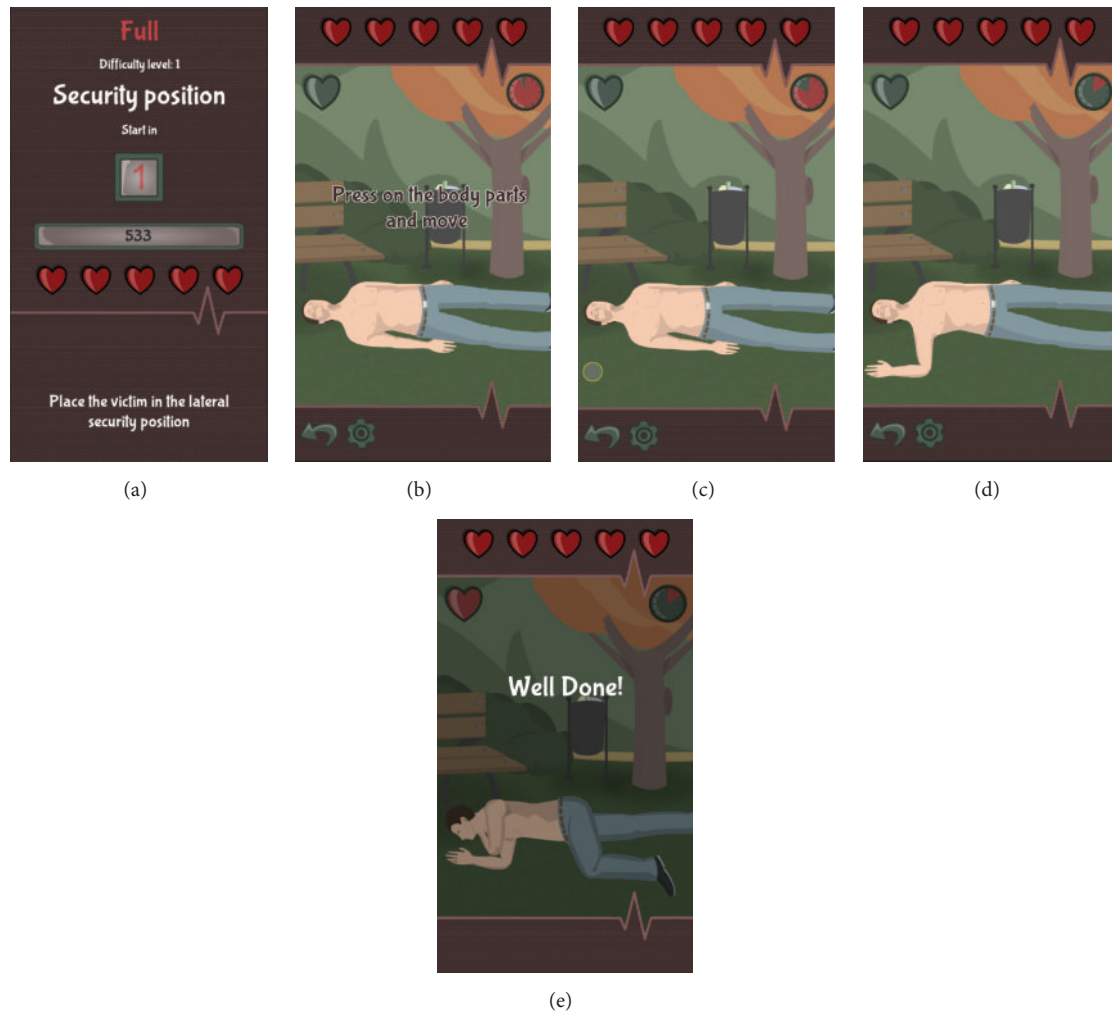 Full
Difficulty level: 1
Security position
Start in
1
533
Place the victim in the lateral
security position
(a)
Press on the body parts
and move
(b)
(c)
(d)
Well Done!
(e)